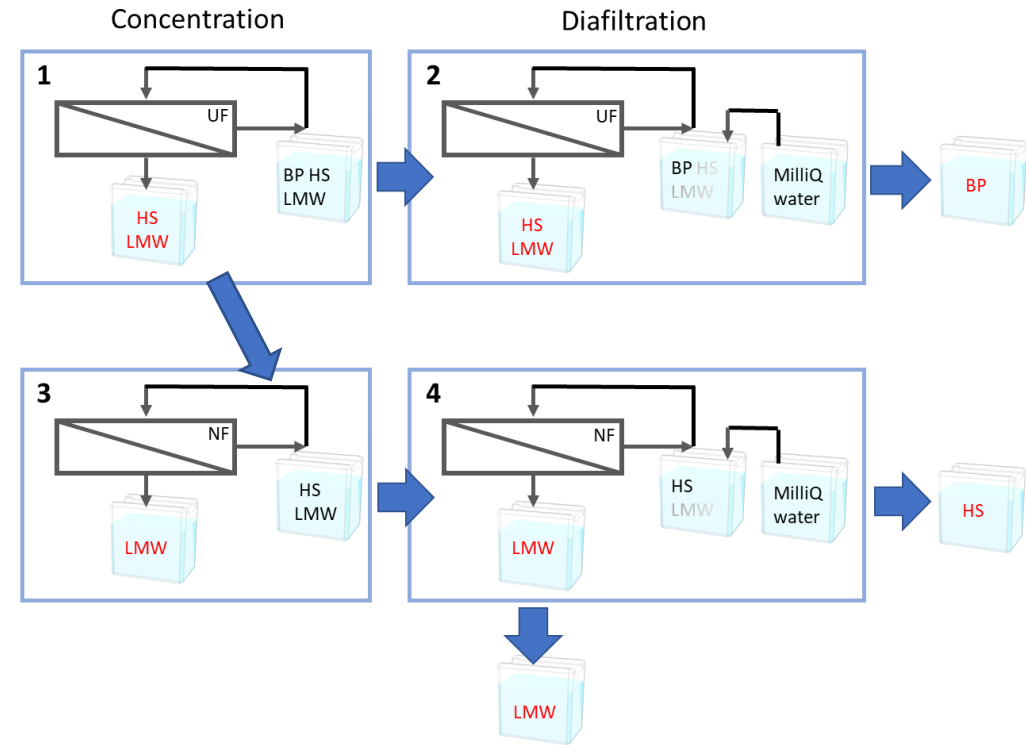 Concentration
Diafiltration
1
UF
BP HS
LMW
HS
LMW
2
UF
BP HS
LMW
MilliQ
water
HS
LMW
BP
3
NF
HS
LMW
LMW
4
NF
HS
LMW
MilliQ
water
LMW
HS
LMW